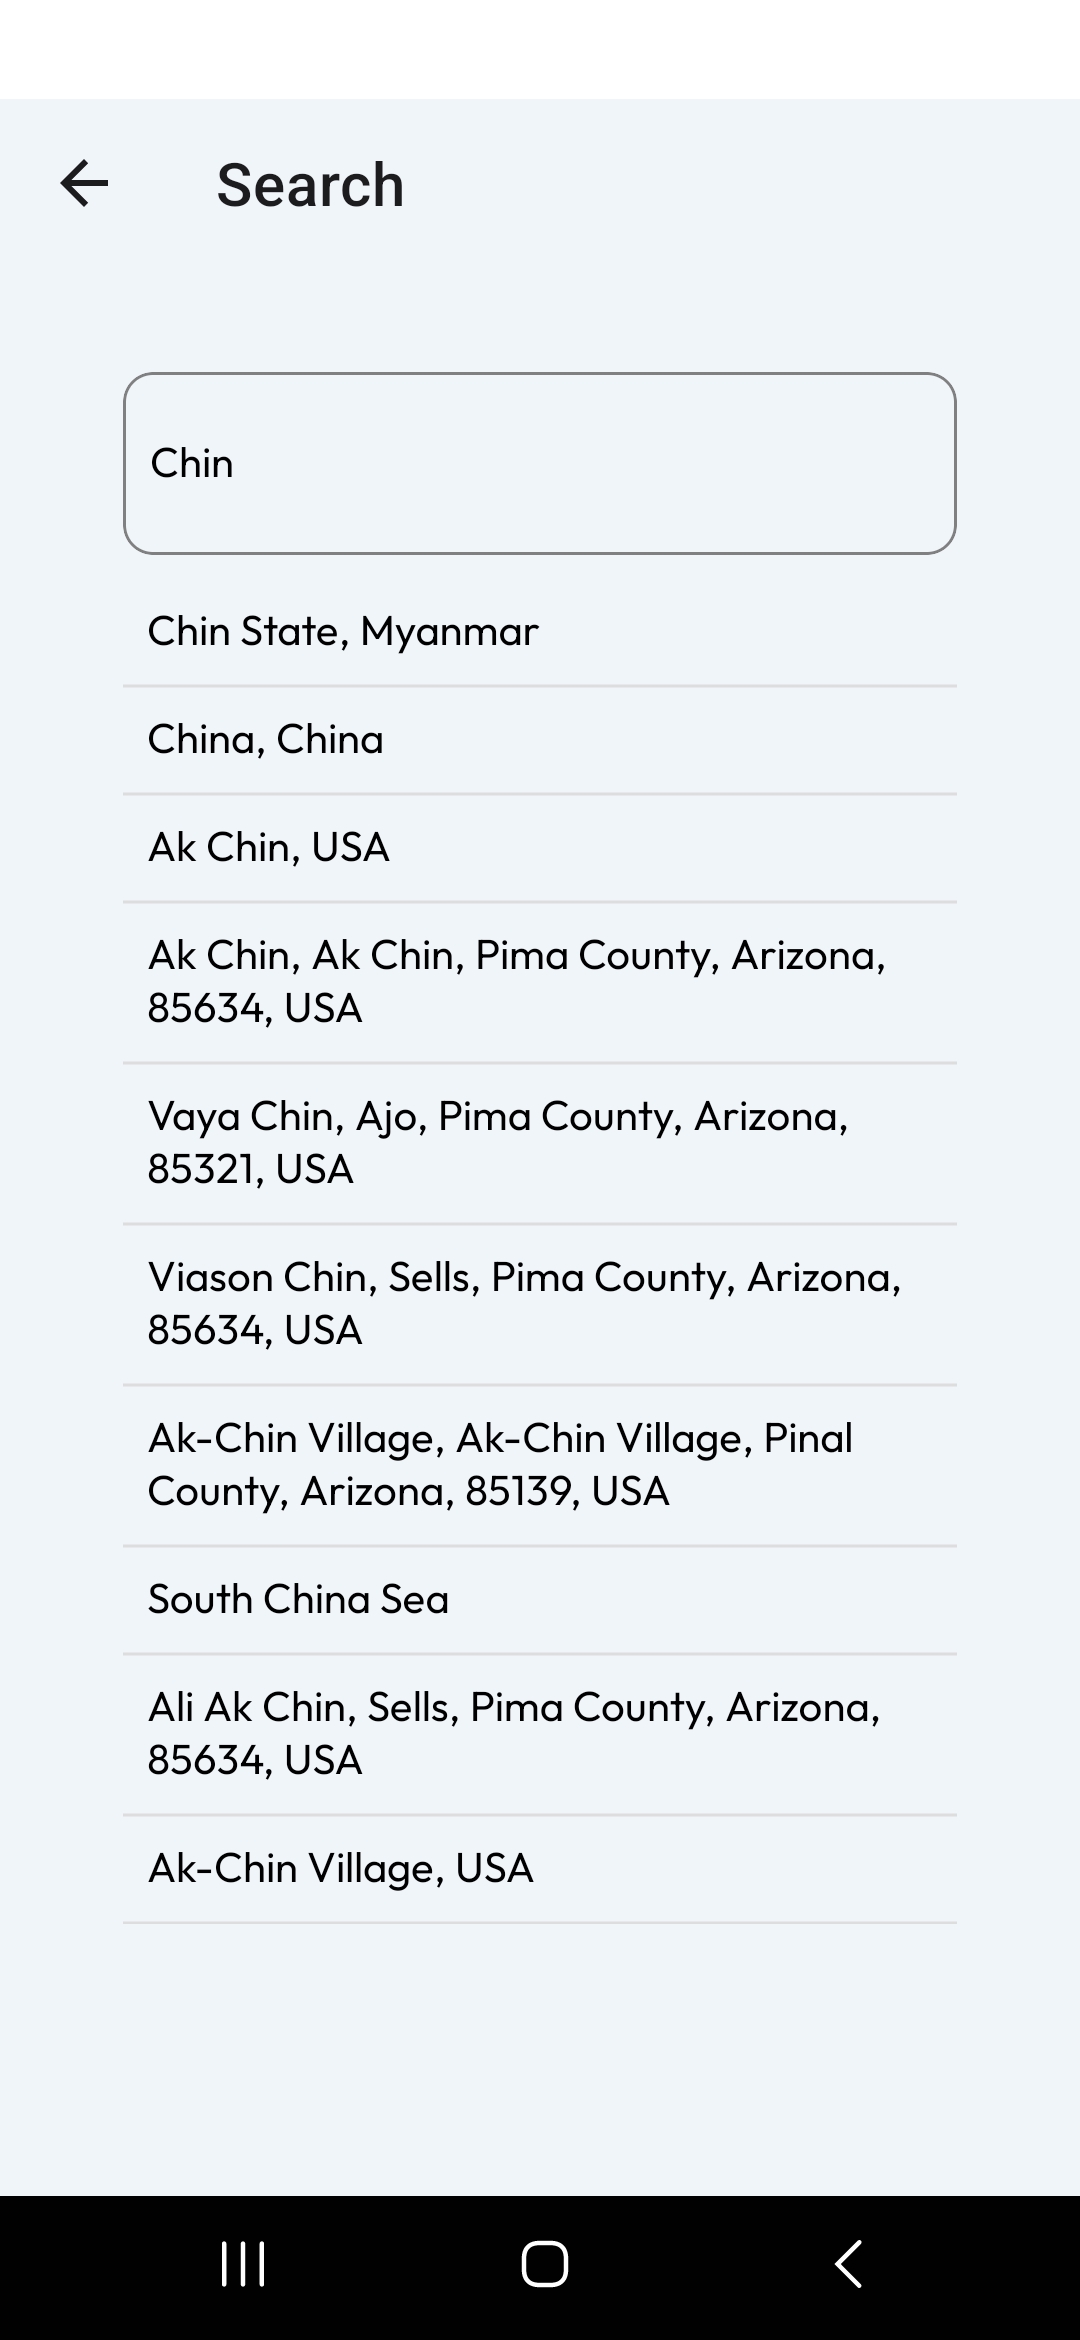 Search
Chin
Chin State, Myanmar
China, China
Ak Chin, USA
Ak Chin, Ak Chin, Pima County, Arizona,
85634, USA
Vaya Chin, Ajo, Pima County, Arizona,
85321, USA
Viason Chin, Sells, Pima County, Arizona,
85634, USA
Ak-Chin Village, Ak-Chin Village, Pinal
County, Arizona, 85139, USA
South China Sea
Ali Ak Chin, Sells, Pima County, Arizona,
85634, USA
Ak-Chin Village, USA